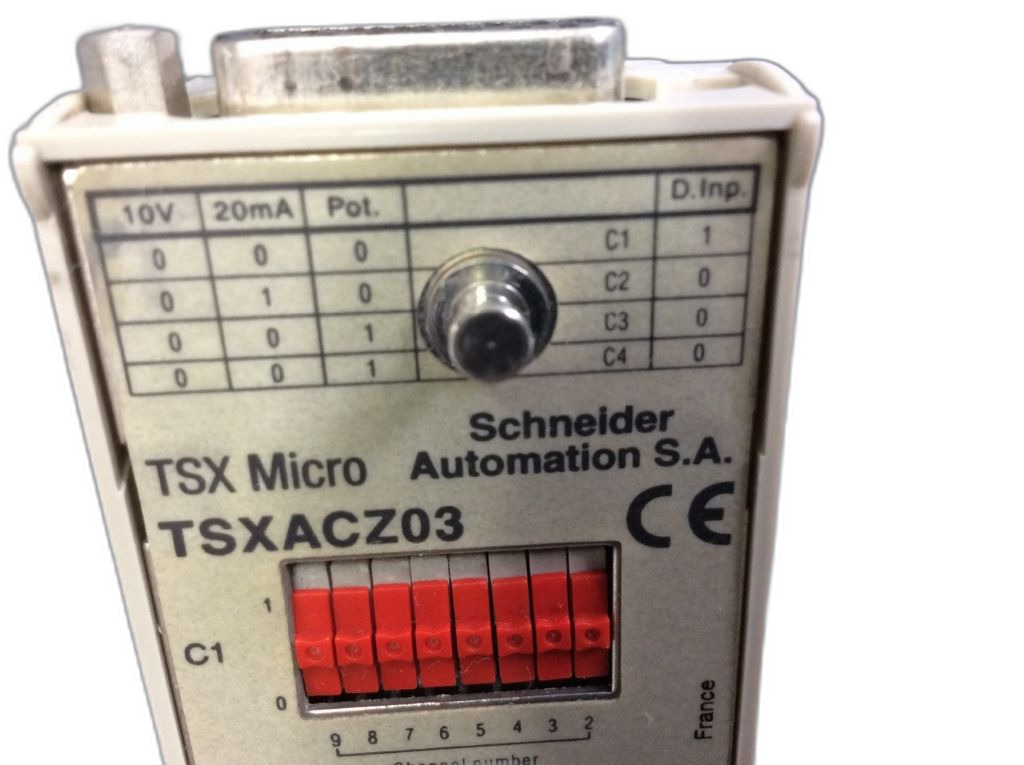 10V 20mA Pot. D.Inp.
0 0 0 C1 1
0 1 0 C2 0
0 0 1 C3 0
0 0 1 C4 0
Schneider
TSX Micro Automation S.A.
TSXACZ03 CE
1
C1
0
9 8 7 6 5 4 3 2
Channel number
France